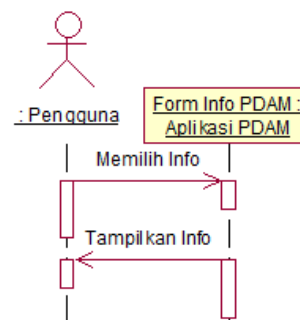 : Pengguna
Form Info PDAM :
Aplikasi PDAM
Memilih Info
Tampilkan Info